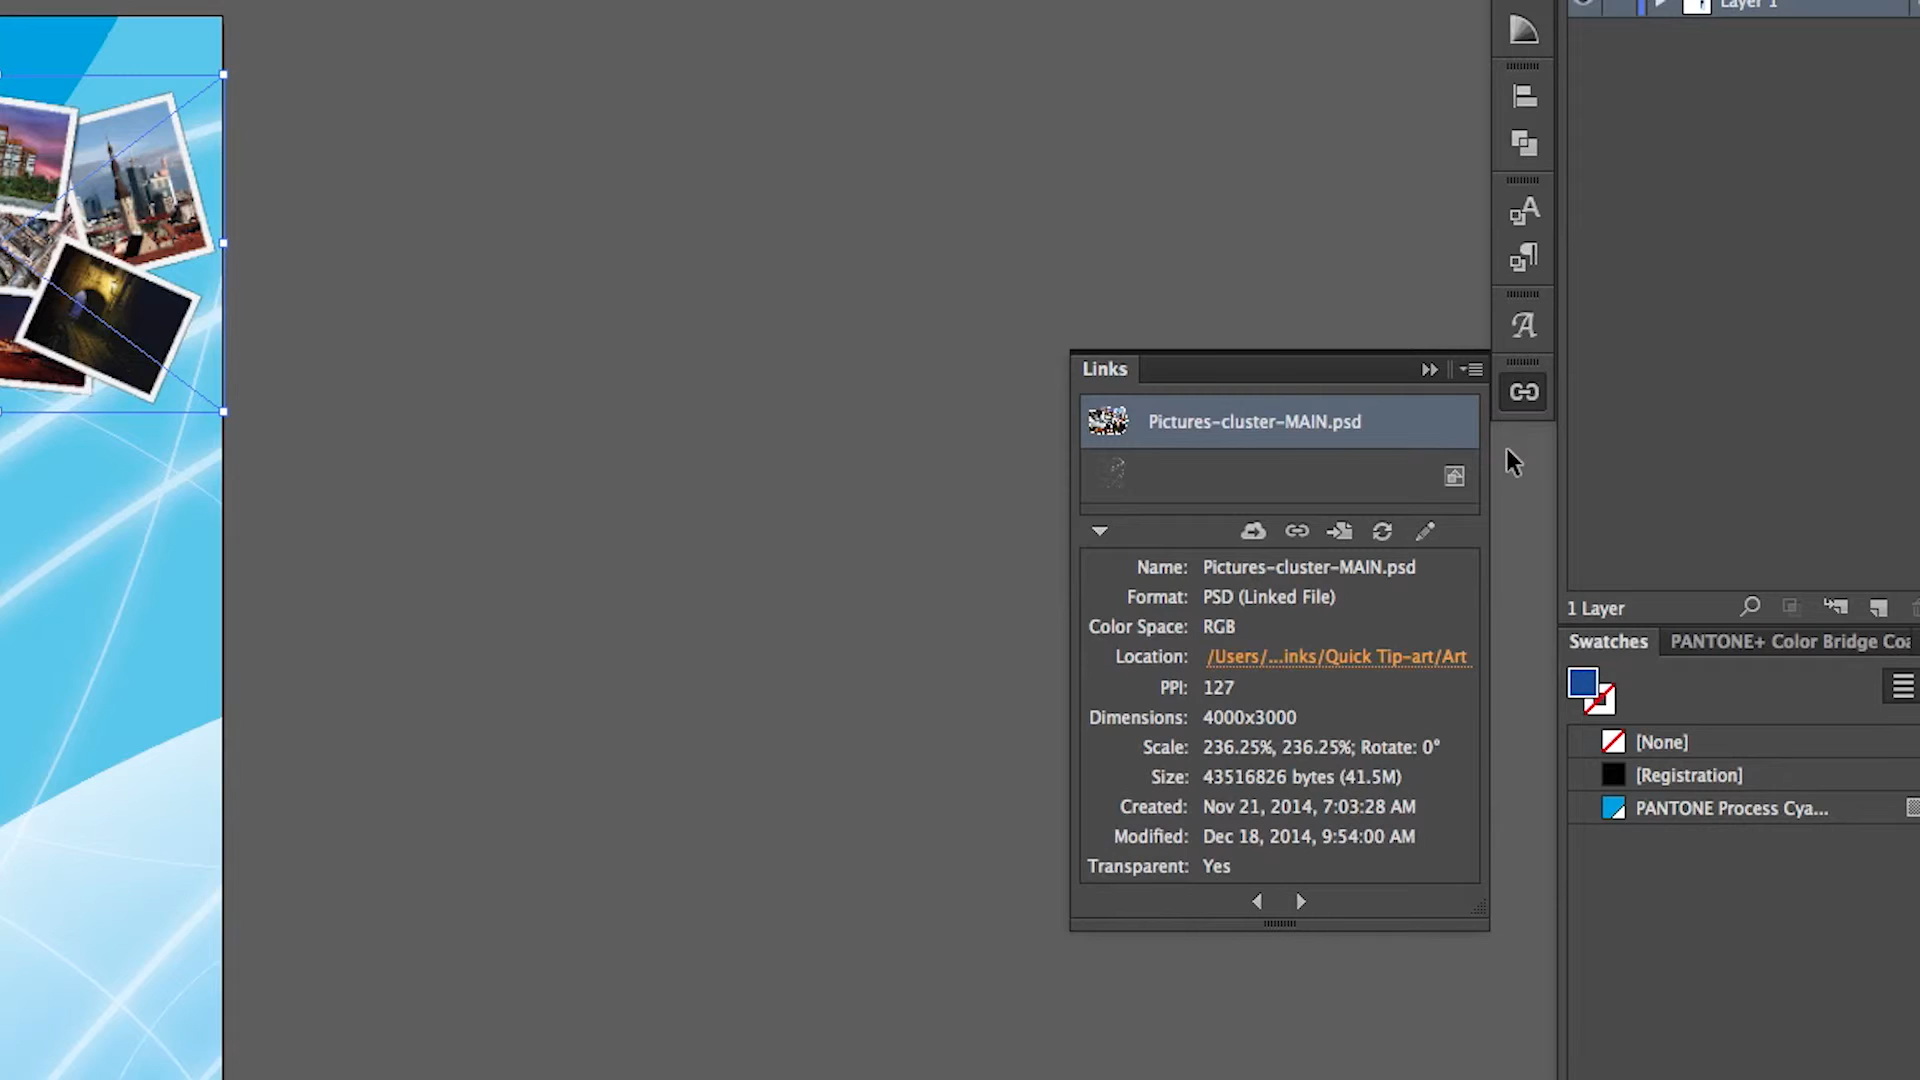 Layer 1
Links
Pictures-cluster-MAIN.psd
Name: Pictures-cluster-MAIN.psd
Format: PSD (Linked File)
Color Space: RGB
Location: /Users/...inks/Quick Tip-art/Art
PPI: 127
Dimensions: 4000x3000
Scale: 236.25%, 236.25%; Rotate: 0°
Size: 43516826 bytes (41.5M)
Created: Nov 21, 2014, 7:03:28 AM
Modified: Dec 18, 2014, 9:54:00 AM
Transparent: Yes
1 Layer
Swatches PANTONE+ Color Bridge Coa
[None]
[Registration]
PANTONE Process Cya...